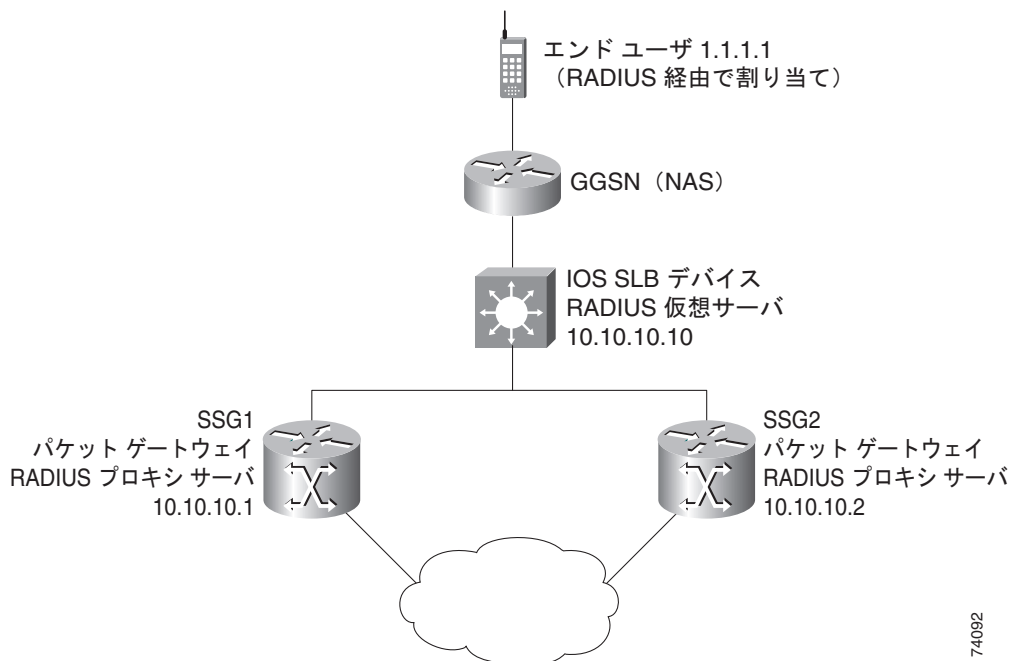 エンド ユーザ 1.1.1.1
（RADIUS 経由で割り当て）
GGSN（NAS）
IOS SLB デバイス
RADIUS 仮想サーバ
10.10.10.10
SSG1
パケット ゲートウェイ
RADIUS プロキシ サーバ
10.10.10.1
SSG2
パケット ゲートウェイ
RADIUS プロキシ サーバ
10.10.10.2
74092